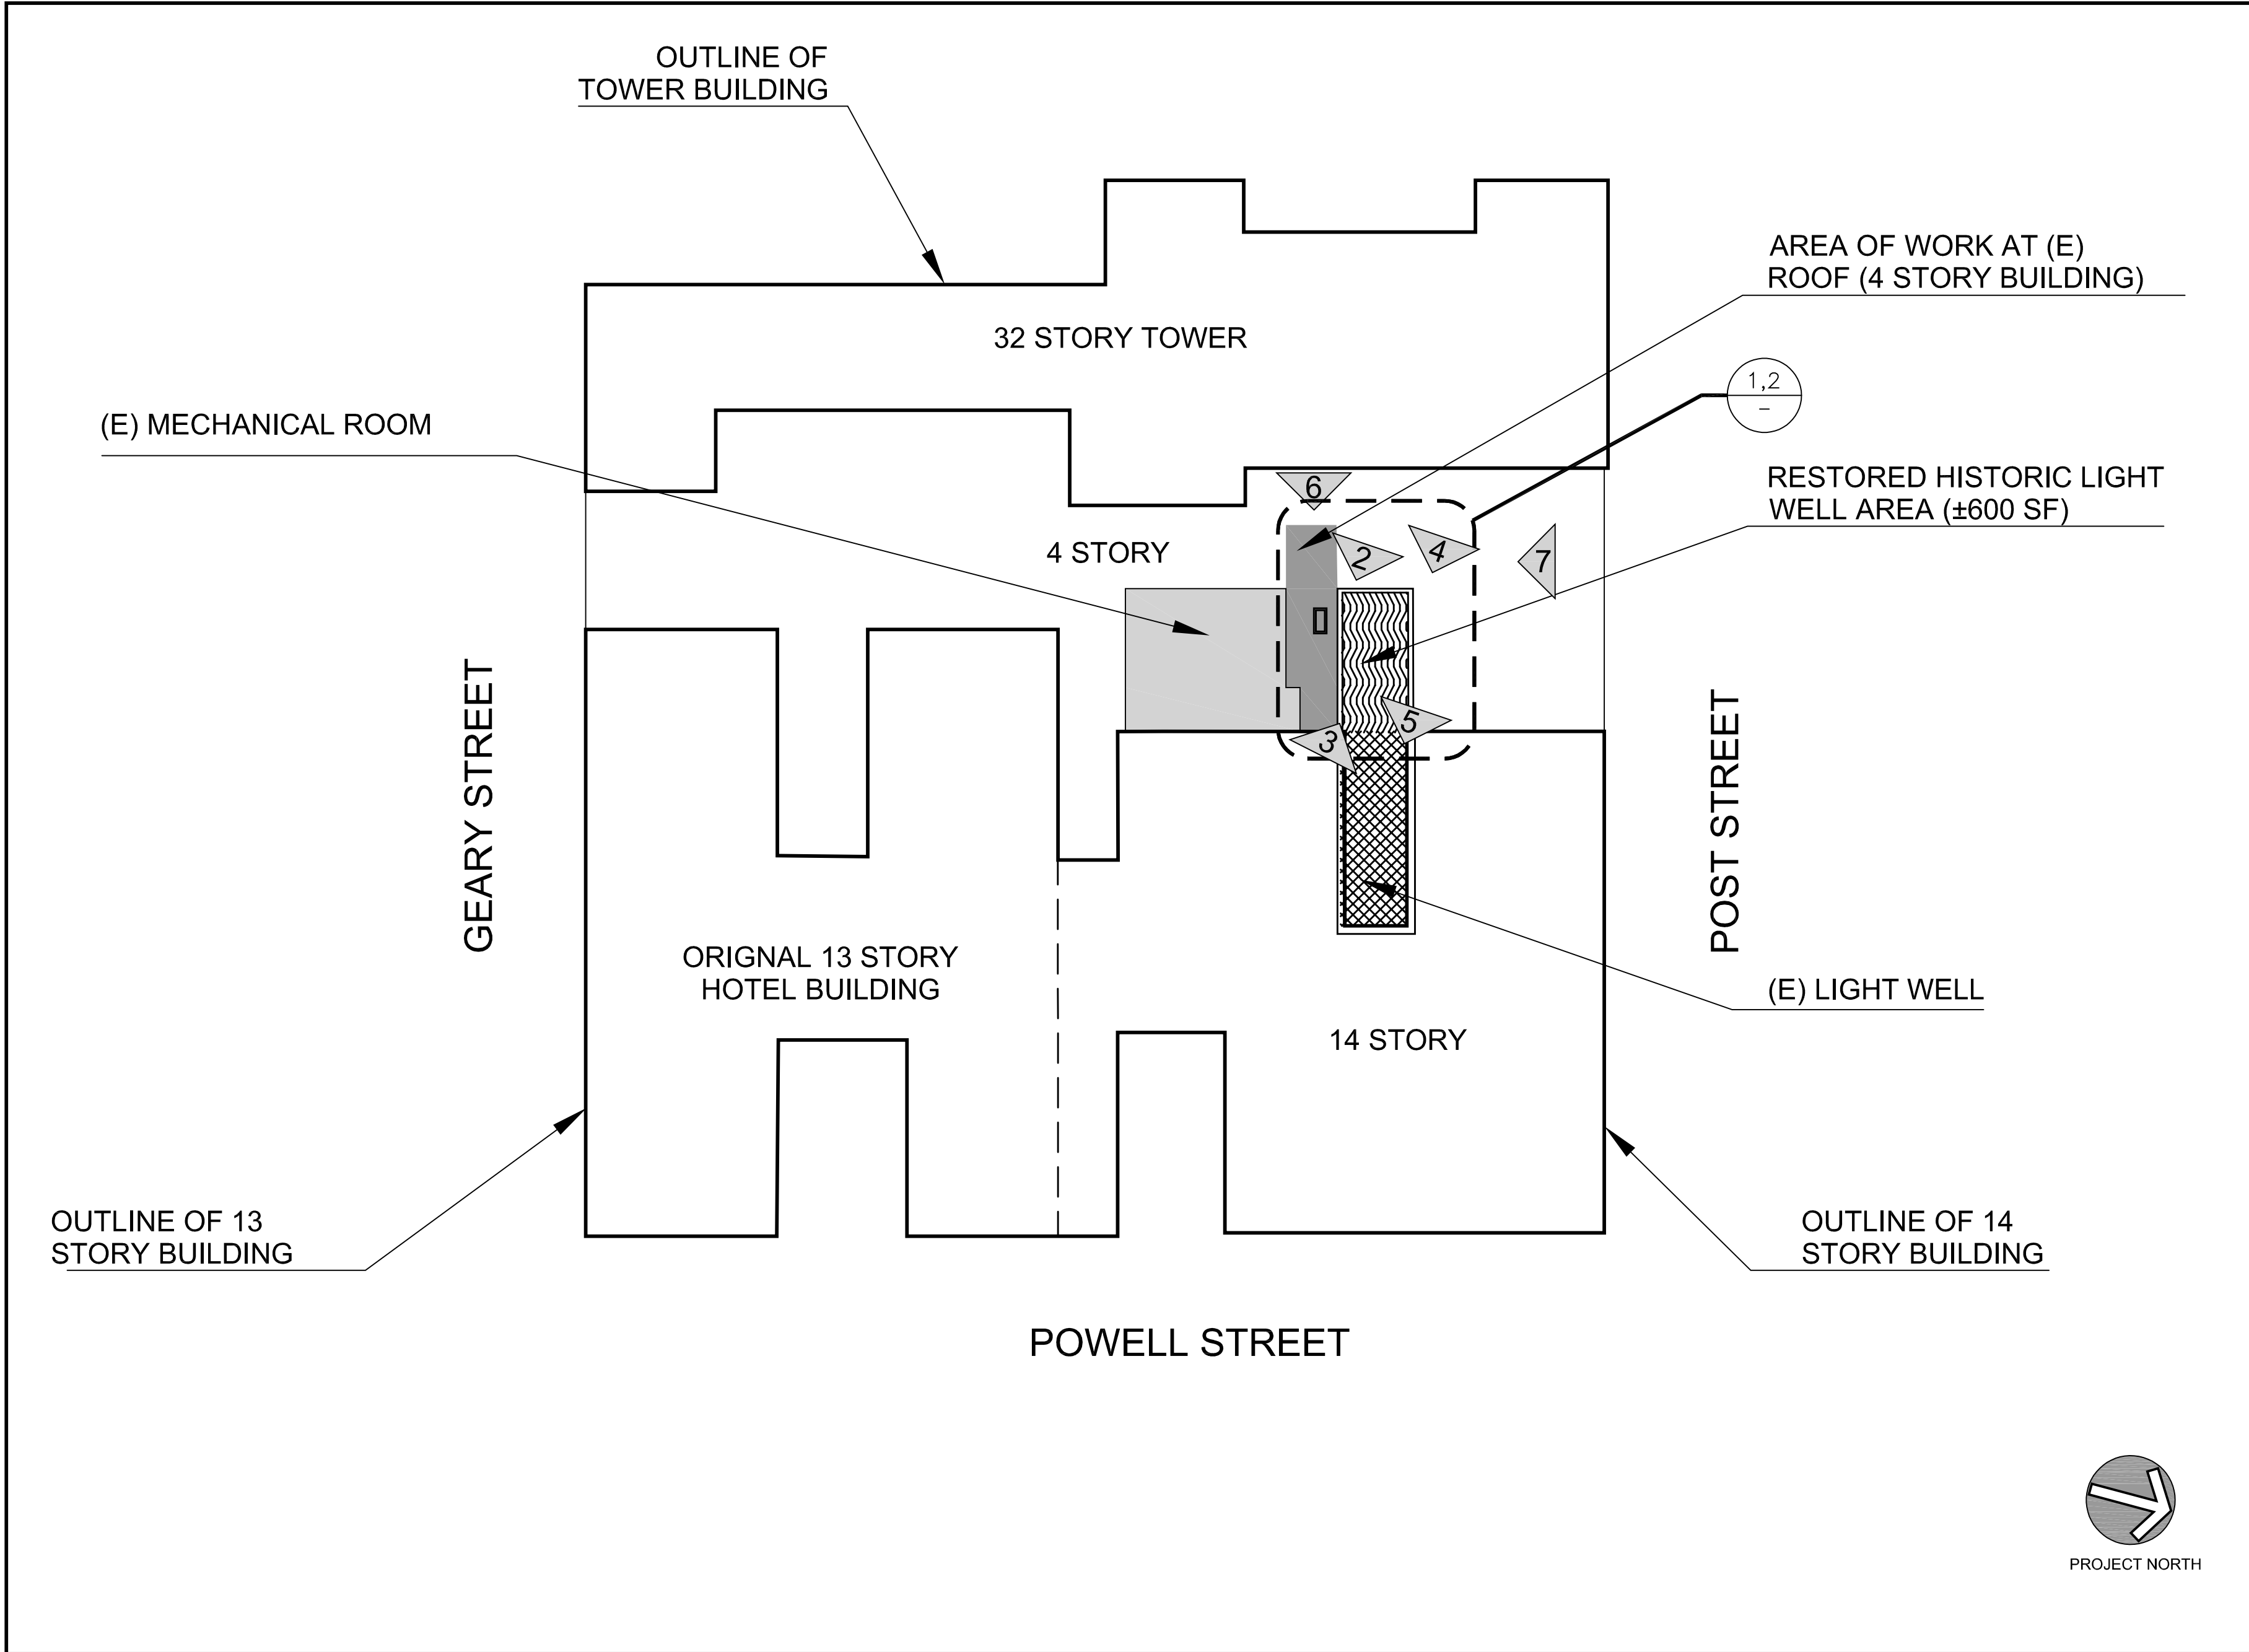 OUTLINE OF
TOWER BUILDING
AREA OF WORK AT (E)
ROOF (4 STORY BUILDING)
32 STORY TOWER
1,2
–
(E) MECHANICAL ROOM
RESTORED HISTORIC LIGHT
WELL AREA (±600 SF)
6
4 STORY
2
4
7
5
3
GEARY STREET
POST STREET
ORIGNAL 13 STORY
HOTEL BUILDING
(E) LIGHT WELL
14 STORY
OUTLINE OF 13
STORY BUILDING
OUTLINE OF 14
STORY BUILDING
POWELL STREET
PROJECT NORTH